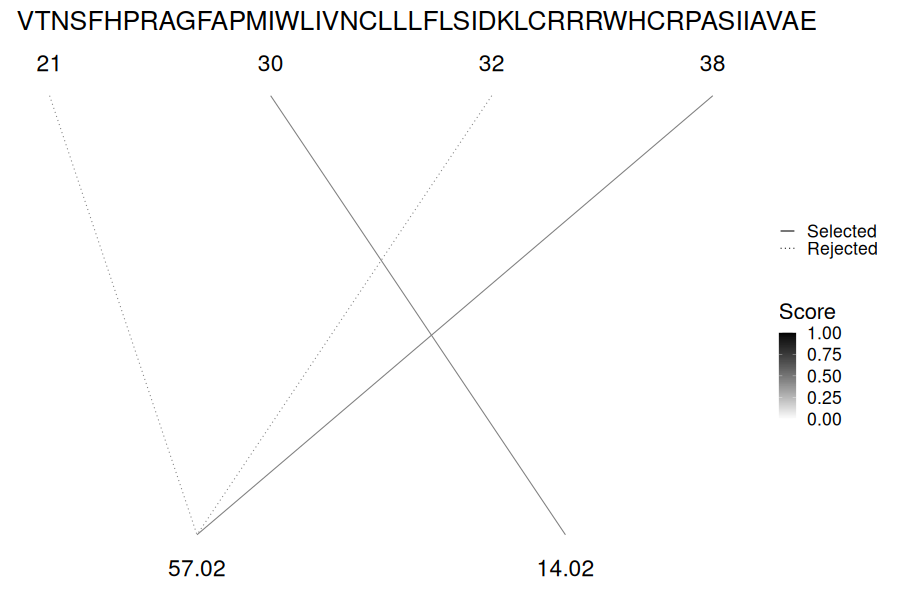 VTNSFHPRAGFAPMIWLIVNCLLLFLSIDKLCRRRWHCRPASIIAVAE
21 30 32 38
Selected
Rejected
Score
1.00
0.75
0.50
0.25
0.00
57.02 14.02